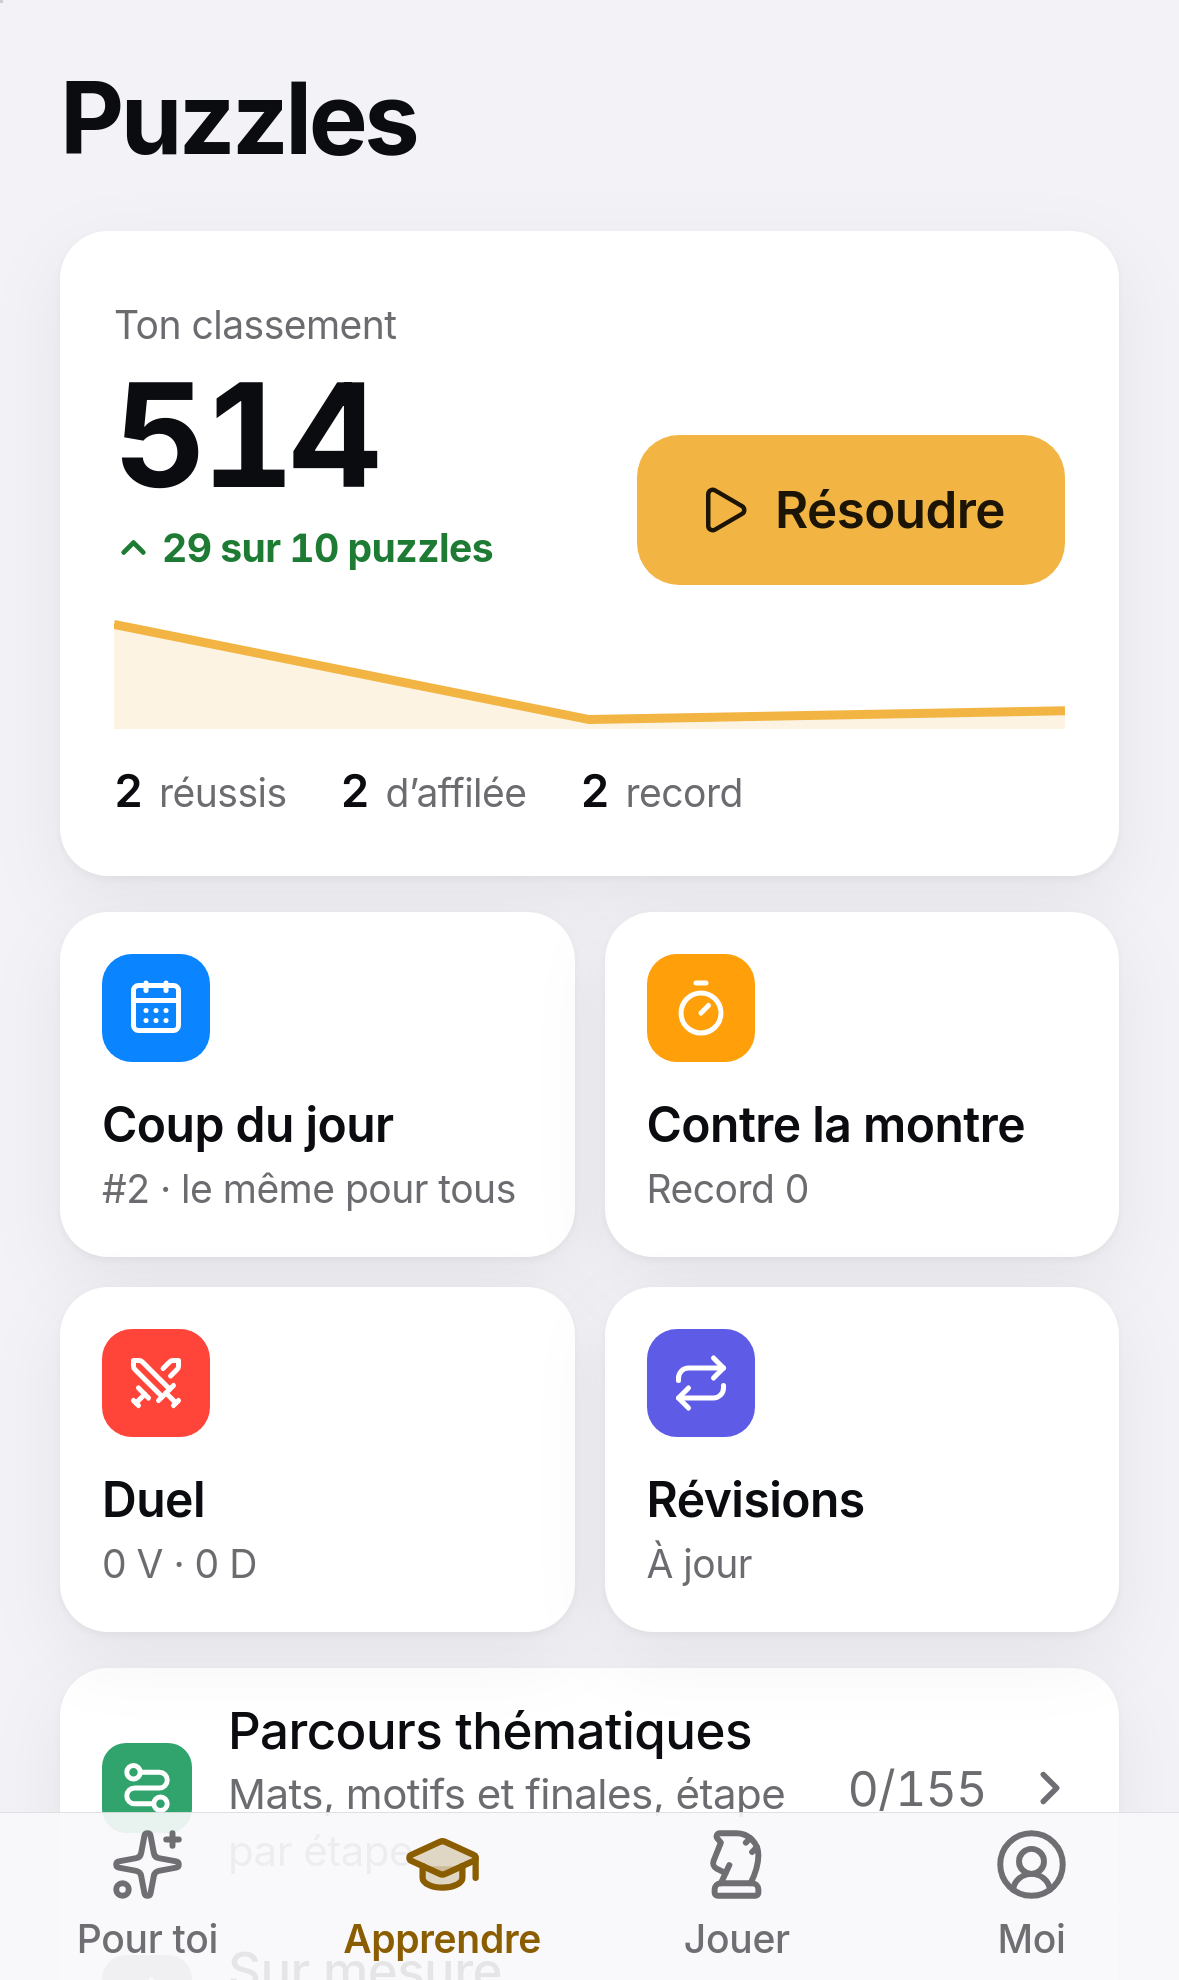 Puzzles
Ton classement
514
29 sur 10 puzzles
Résoudre
2 réussis 2 d’affilée 2 record
Coup du jour
#2 · le même pour tous
Contre la montre
Record 0
Duel
0 V · 0 D
Révisions
À jour
Parcours thématiques
Mats, motifs et finales, étape
par étape
0/155
Sur mesure
Pour toi
Apprendre
Jouer
Moi